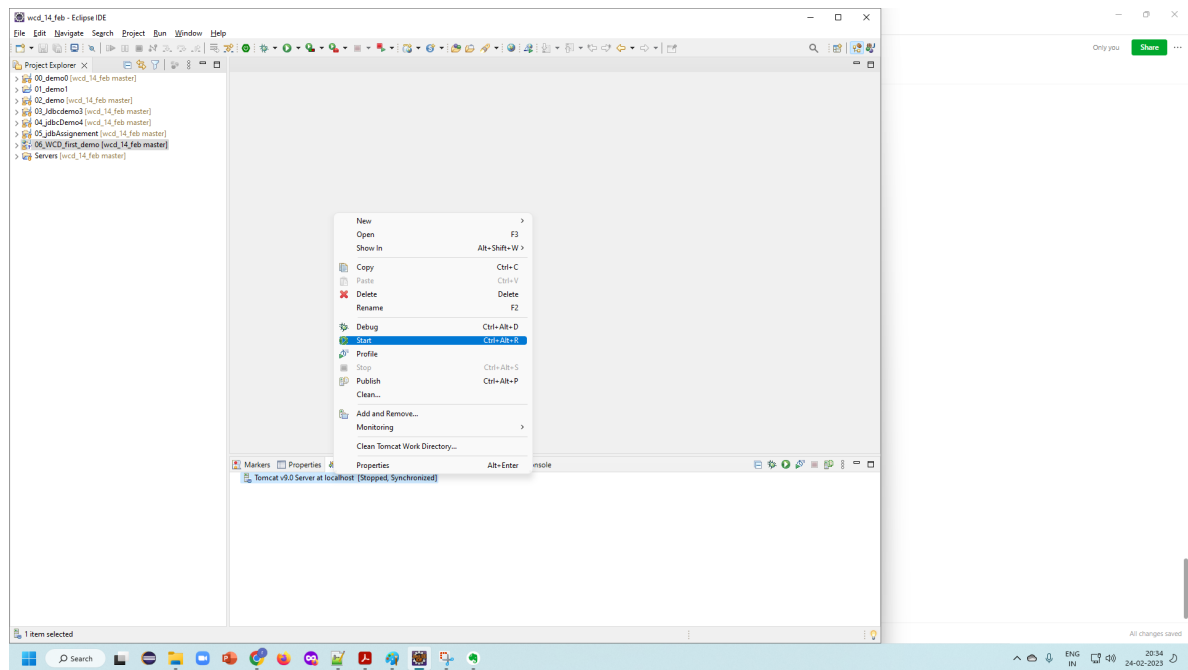 wcd_14_feb - Eclipse IDE
File Edit Navigate Search Project Run Window Help
Only you Share
Project Explorer
00_demo0 [wcd_14_feb master]
01_demo1
02_demo [wcd_14_feb master]
03_Jdbcdemo3 [wcd_14_feb master]
04_jdbcDemo4 [wcd_14_feb master]
05_jdbAssignement [wcd_14_feb master]
06_WCD_first_demo [wcd_14_feb master]
Servers [wcd_14_feb master]
New
Open F3
Show In Alt+Shift+W
Copy Ctrl+C
Paste Ctrl+V
Delete Delete
Rename F2
Debug Ctrl+Alt+D
Start Ctrl+Alt+R
Profile
Stop Ctrl+Alt+S
Publish Ctrl+Alt+P
Clean...
Add and Remove...
Monitoring
Clean Tomcat Work Directory...
Properties Alt+Enter
Markers Properties nsole
Tomcat v9.0 Server at localhost [Stopped, Synchronized]
1 item selected
All changes saved
Search
ENG
IN
20:34
24-02-2023